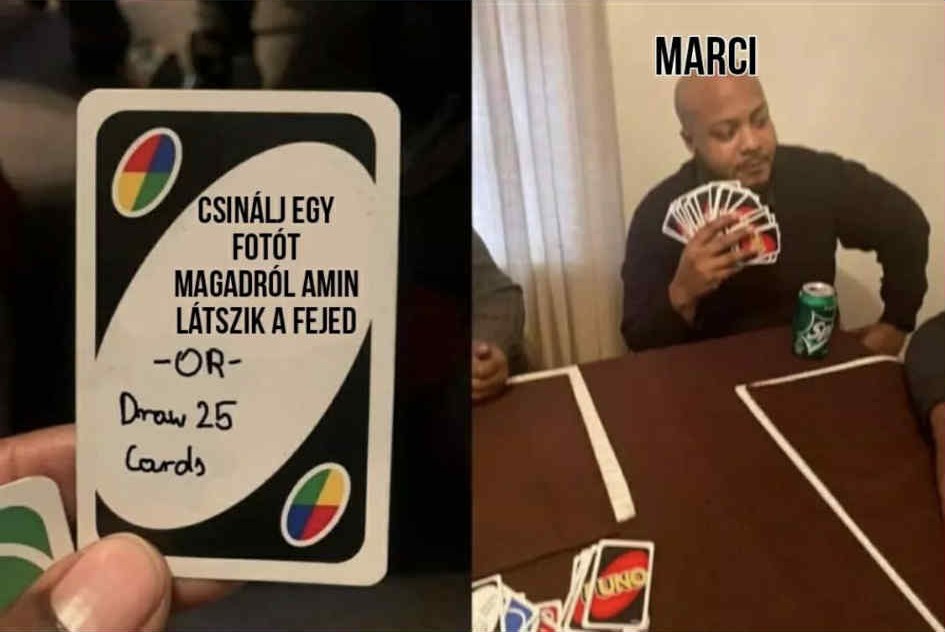 CSINÁLJ EGY
FOTÓT
MAGADRÓL AMIN
LÁTSZIK A FEJED
-OR-
Draw 25
Cards
MARCI
UNO